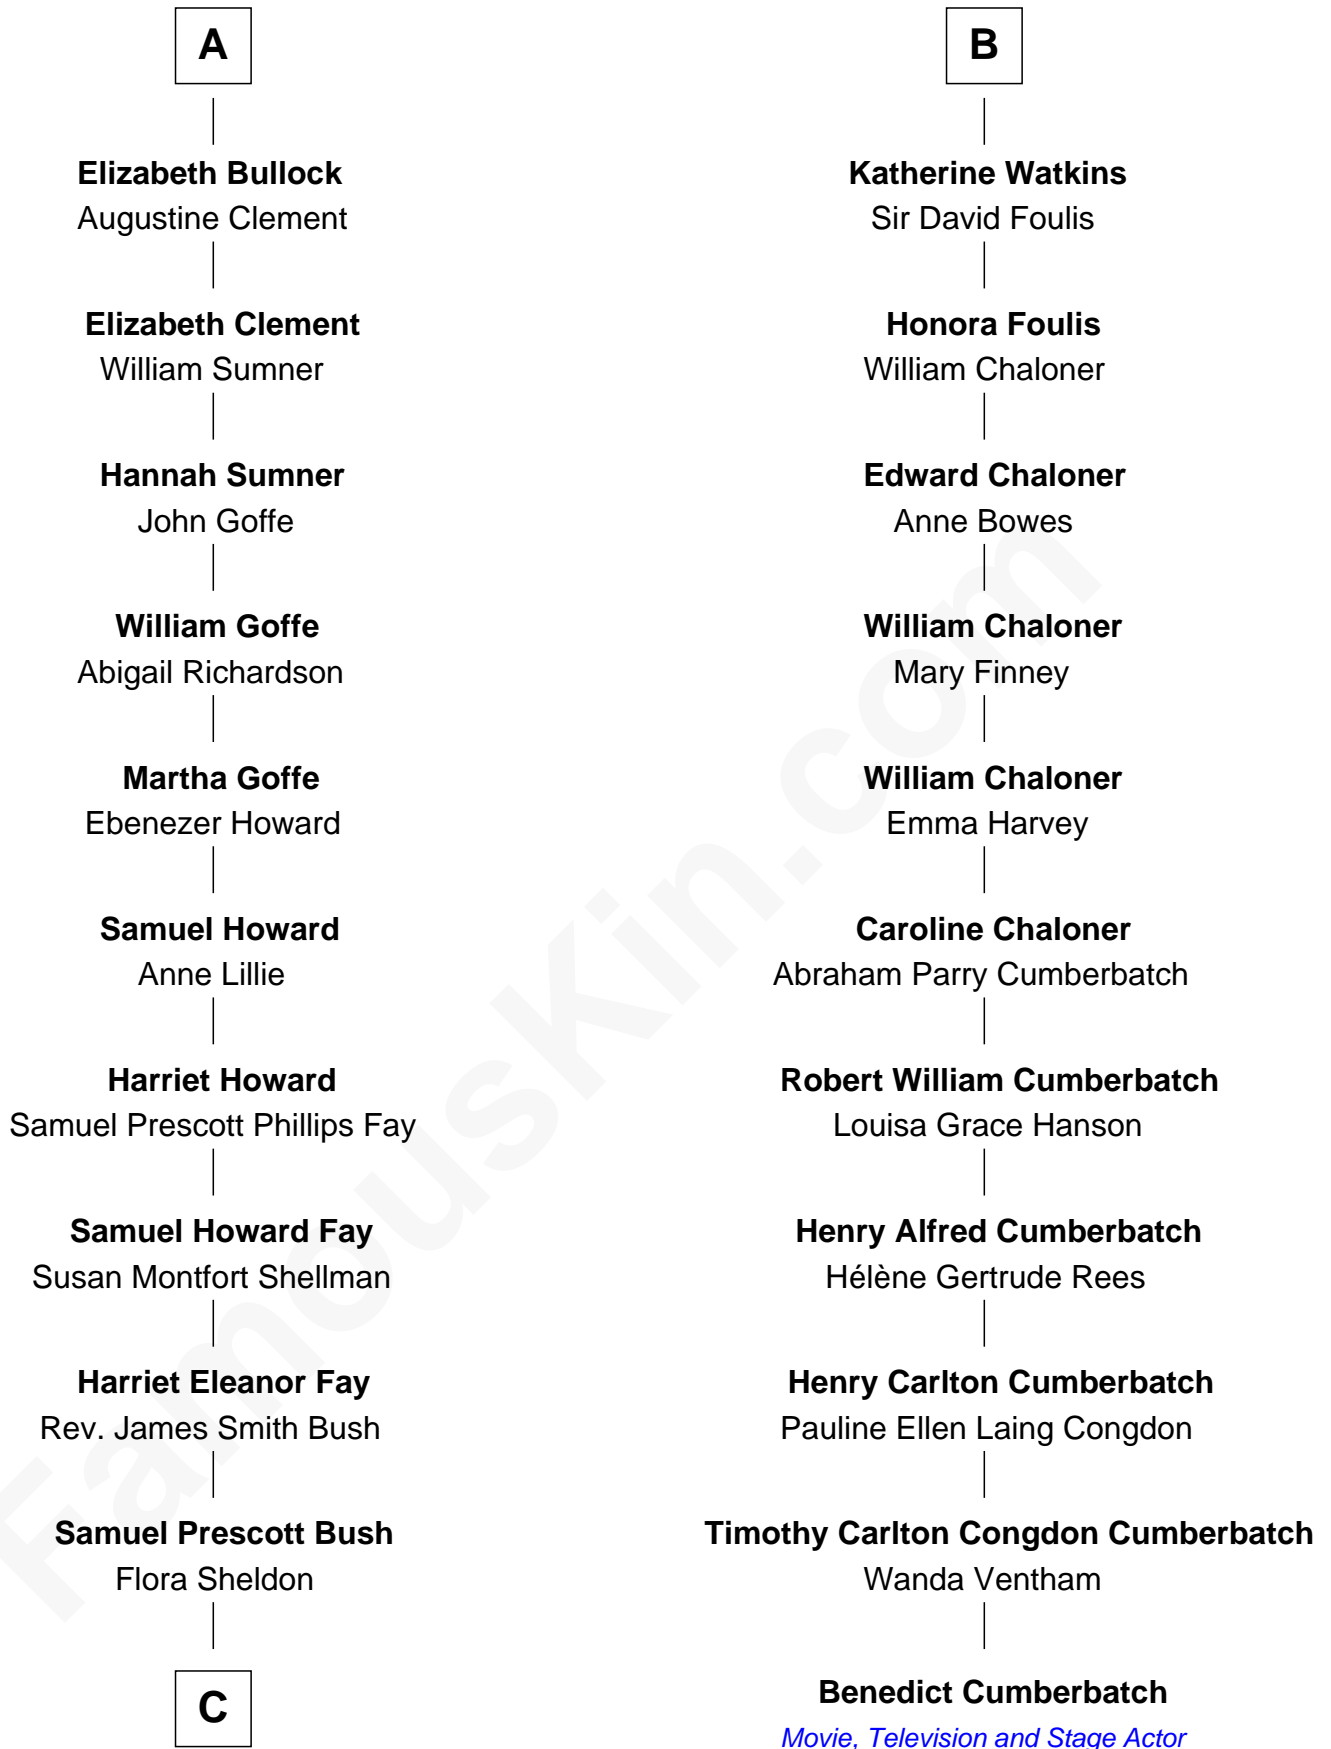 A
Elizabeth Bullock
Augustine Clement
Elizabeth Clement
William Sumner
Hannah Sumner
John Goffe
William Goffe
Abigail Richardson
Martha Goffe
Ebenezer Howard
Samuel Howard
Anne Lillie
Harriet Howard
Samuel Prescott Phillips Fay
Samuel Howard Fay
Susan Montfort Shellman
Harriet Eleanor Fay
Rev. James Smith Bush
Samuel Prescott Bush
Flora Sheldon
C
B
Katherine Watkins
Sir David Foulis
Honora Foulis
William Chaloner
Edward Chaloner
Anne Bowes
William Chaloner
Mary Finney
William Chaloner
Emma Harvey
Caroline Chaloner
Abraham Parry Cumberbatch
Robert William Cumberbatch
Louisa Grace Hanson
Henry Alfred Cumberbatch
Hélène Gertrude Rees
Henry Carlton Cumberbatch
Pauline Ellen Laing Congdon
Timothy Carlton Congdon Cumberbatch
Wanda Ventham
Benedict Cumberbatch
Movie, Television and Stage Actor
FamousKin.com